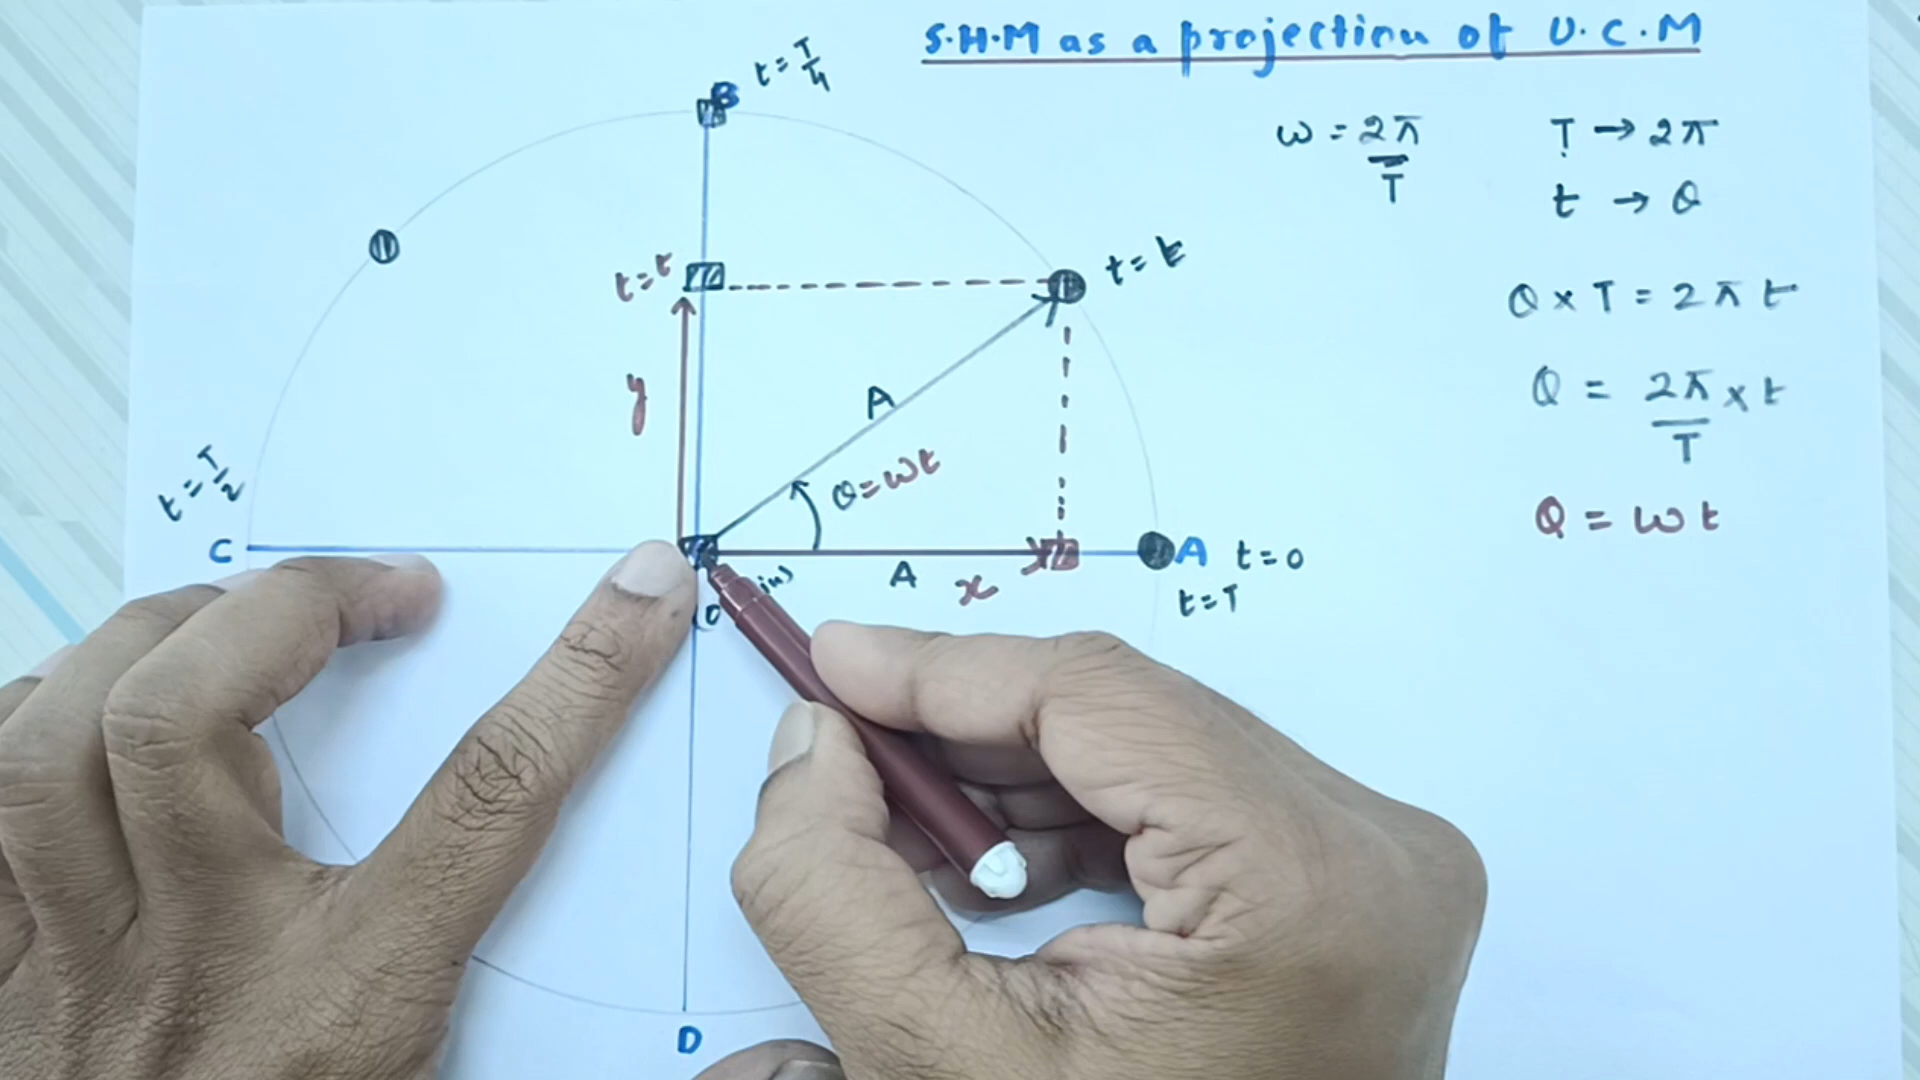 S.H.M as a projection of U.C.M
t = T/4
B
ω = 2π/T
T → 2π
t → θ
t = t
t = t
θ × T = 2π t
y
A
θ = 2π/T × t
t = T/2
θ = ωt
θ = ωt
C
A
t = 0
A
x
t = T
O
D